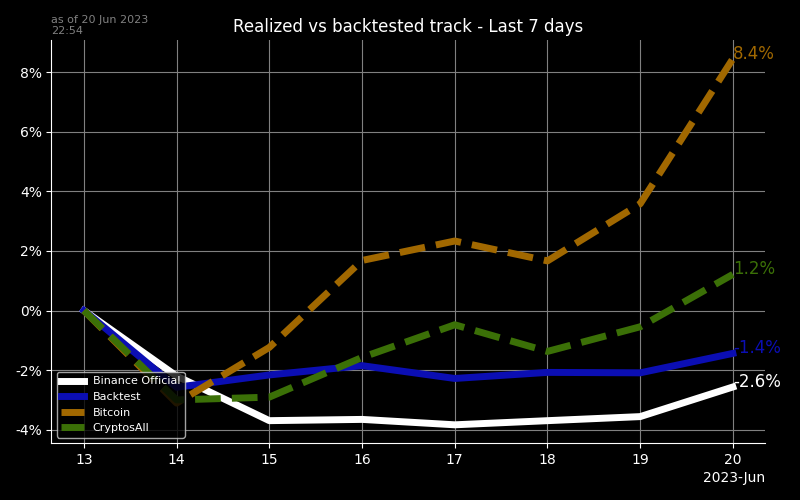 as of 20 Jun 2023
22:54
Realized vs backtested track - Last 7 days
8%
6%
4%
2%
0%
-2%
-4%
8.4%
1.2%
-1.4%
-2.6%
Binance Official
Backtest
Bitcoin
CryptosAll
13 14 15 16 17 18 19 20
2023-Jun